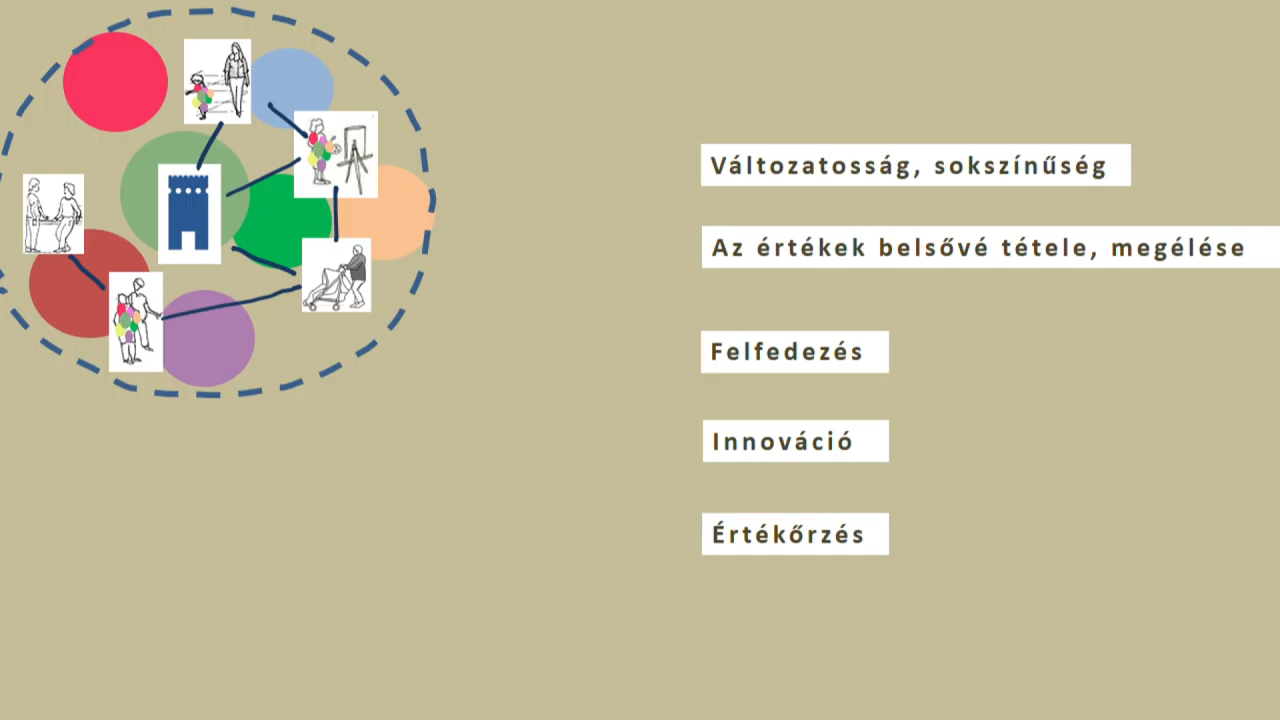 Változatosság, sokszínűség
Az értékek belsővé tétele, megélése
Felfedezés
Innováció
Értékőrzés